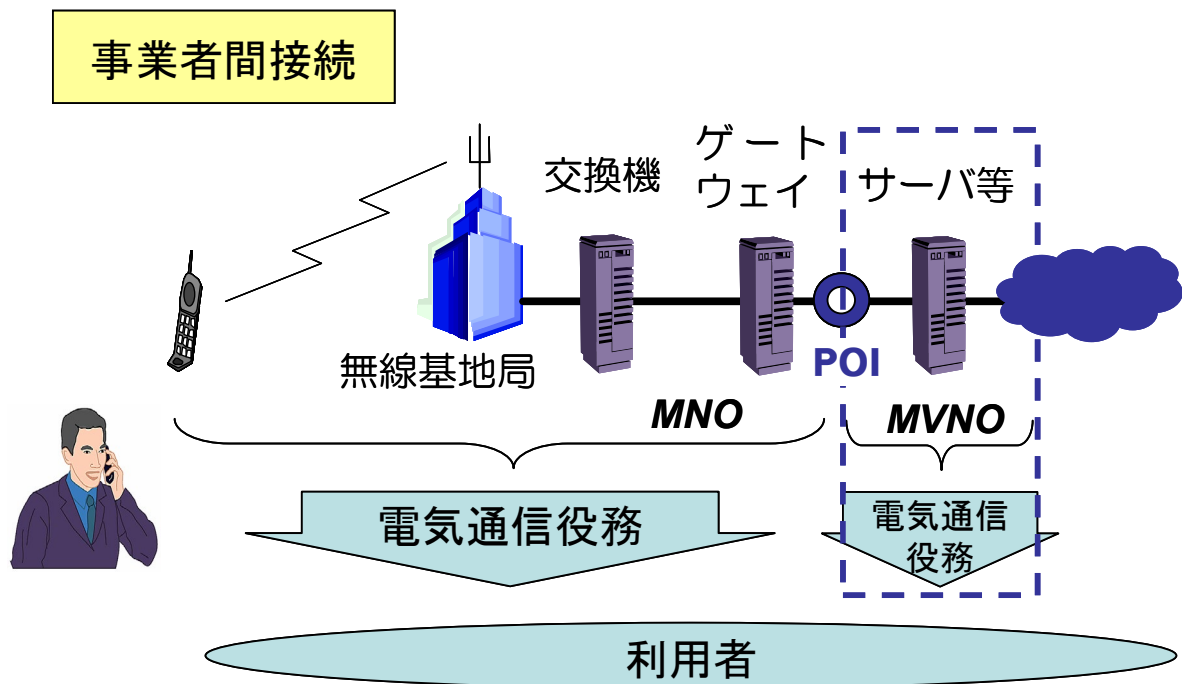 事業者間接続
ゲート
ウェイ
交換機
サーバ等
無線基地局
POI
MNO
MVNO
電気通信役務
電気通信
役務
利用者